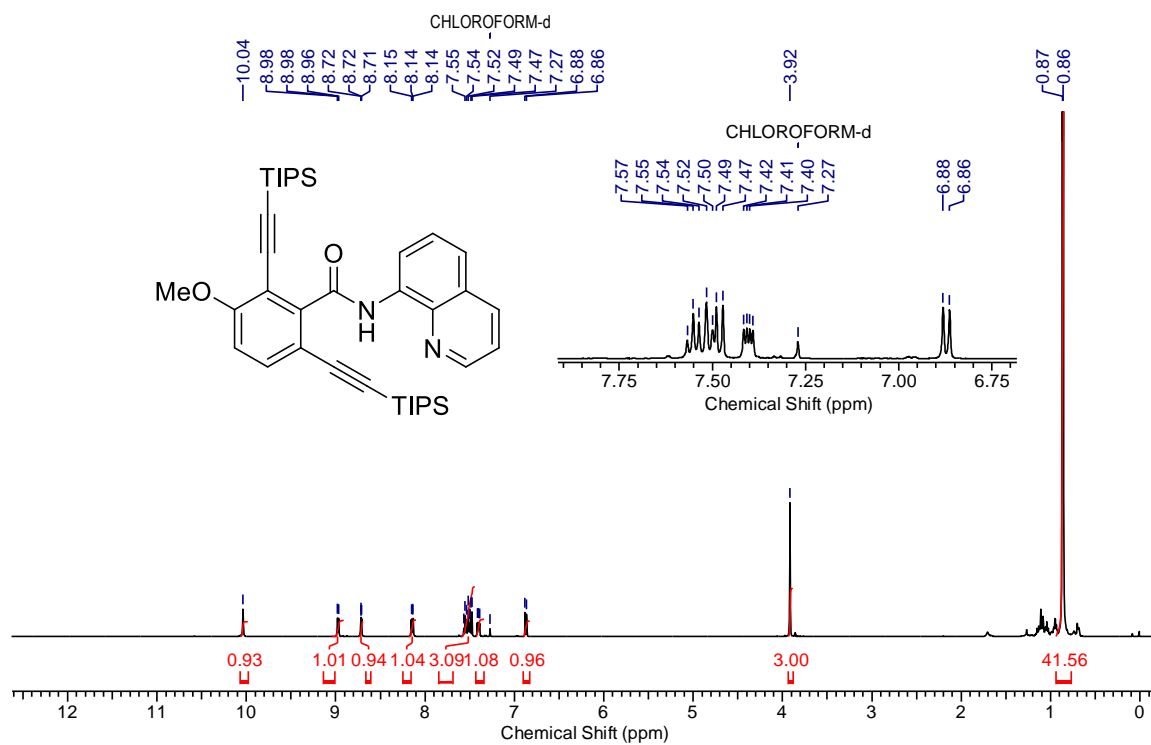 CHLOROFORM-d
10.04
8.98
8.98
8.96
8.72
8.72
8.71
8.15
8.14
8.14
7.55
7.54
7.52
7.49
7.47
7.27
6.88
6.86
3.92
0.87
0.86
CHLOROFORM-d
7.57
7.55
7.54
7.52
7.50
7.49
7.47
7.42
7.41
7.40
7.27
6.88
6.86
TIPS
O
MeO
N
H
N
TIPS
7.75 7.50 7.25 7.00 6.75
Chemical Shift (ppm)
0.93 1.01 0.94 1.04 3.09 1.08 0.96 3.00 41.56
12 11 10 9 8 7 6 5 4 3 2 1 0
Chemical Shift (ppm)